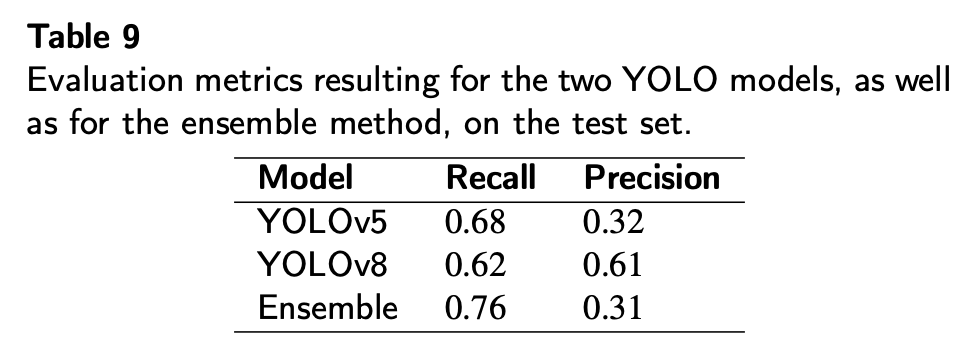 Table 9
Evaluation metrics resulting for the two YOLO models, as well
as for the ensemble method, on the test set.
Model Recall Precision
YOLOv5 0.68 0.32
YOLOv8 0.62 0.61
Ensemble 0.76 0.31